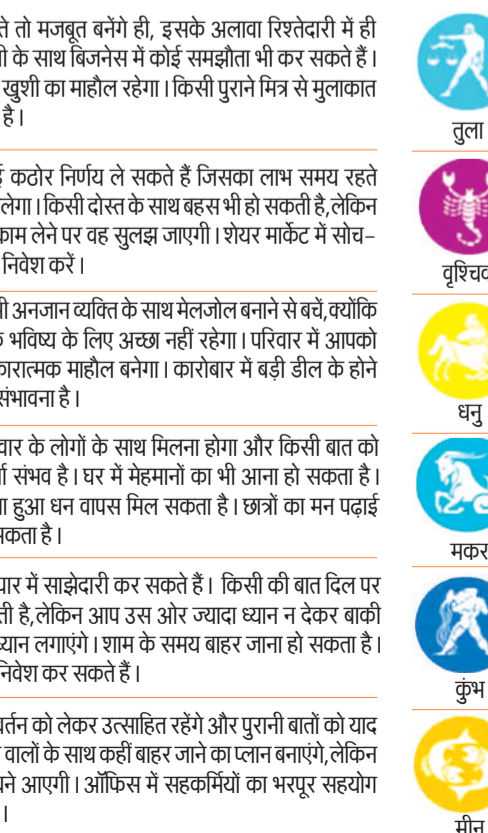 तो मजबूत बनेंगे ही, इसके अलावा रिश्तेदारी में ही
के साथ बिजनेस में कोई समझौता भी कर सकते हैं।
खुशी का माहौल रहेगा। किसी पुराने मित्र से मुलाकात
है।
तुला
कठोर निर्णय ले सकते हैं जिसका लाभ समय रहते
किसी दोस्त के साथ बहस भी हो सकती है, लेकिन
काम लेने पर वह सुलझ जाएगी। शेयर मार्केट में सोच-
निवेश करें।
अनजान व्यक्ति के साथ मेलजोल बनाने से बचें, क्योंकि
भविष्य के लिए अच्छा नहीं रहेगा। परिवार में आपको
माहौल बनेगा। कारोबार में बड़ी डील के होने
संभावना है।
धनु
के लोगों के साथ मिलना होगा और किसी बात को
संभव है। घर में मेहमानों का भी आना हो सकता है।
हुआ धन वापस मिल सकता है। छात्रों का मन पढ़ाई
है।
मकर
में साझेदारी कर सकते हैं। किसी की बात दिल पर
है, लेकिन आप उस ओर ज्यादा ध्यान न देकर बाकी
लगाएंगे। शाम के समय बाहर जाना हो सकता है।
निवेश कर सकते हैं।
कुंभ
को लेकर उत्साहित रहेंगे और पुरानी बातों को याद
वालों के साथ कहीं बाहर जाने का प्लान बनाएंगे, लेकिन
आएगी। ऑफिस में सहकर्मियों का भरपूर सहयोग
।
मीन